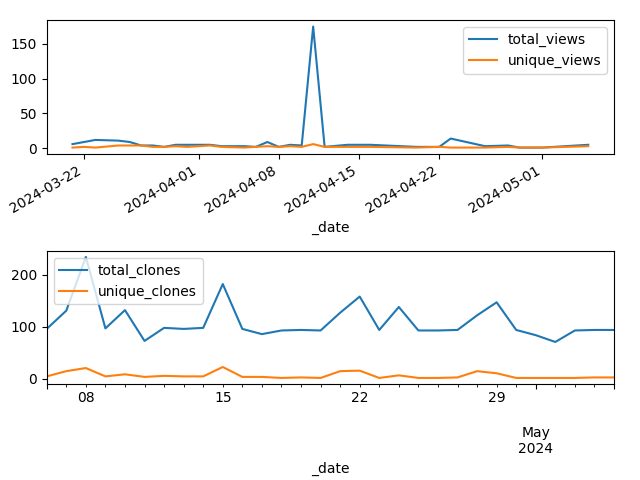 150
100
50
0
total_views
unique_views
2024-03-22
2024-04-01
2024-04-08
2024-04-15
2024-04-22
2024-05-01
_date
200
100
0
total_clones
unique_clones
08
15
22
29
May
2024
_date